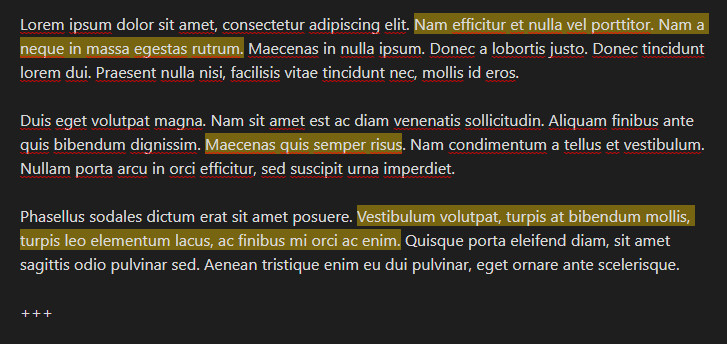 Lorem ipsum dolor sit amet, consectetur adipiscing elit. Nam efficitur et nulla vel porttitor. Nam a
neque in massa egestas rutrum. Maecenas in nulla ipsum. Donec a lobortis justo. Donec tincidunt
lorem dui. Praesent nulla nisi, facilisis vitae tincidunt nec, mollis id eros.
Duis eget volutpat magna. Nam sit amet est ac diam venenatis sollicitudin. Aliquam finibus ante
quis bibendum dignissim. Maecenas quis semper risus. Nam condimentum a tellus et vestibulum.
Nullam porta arcu in orci efficitur, sed suscipit urna imperdiet.
Phasellus sodales dictum erat sit amet posuere. Vestibulum volutpat, turpis at bibendum mollis,
turpis leo elementum lacus, ac finibus mi orci ac enim. Quisque porta eleifend diam, sit amet
sagittis odio pulvinar sed. Aenean tristique enim eu dui pulvinar, eget ornare ante scelerisque.
+++